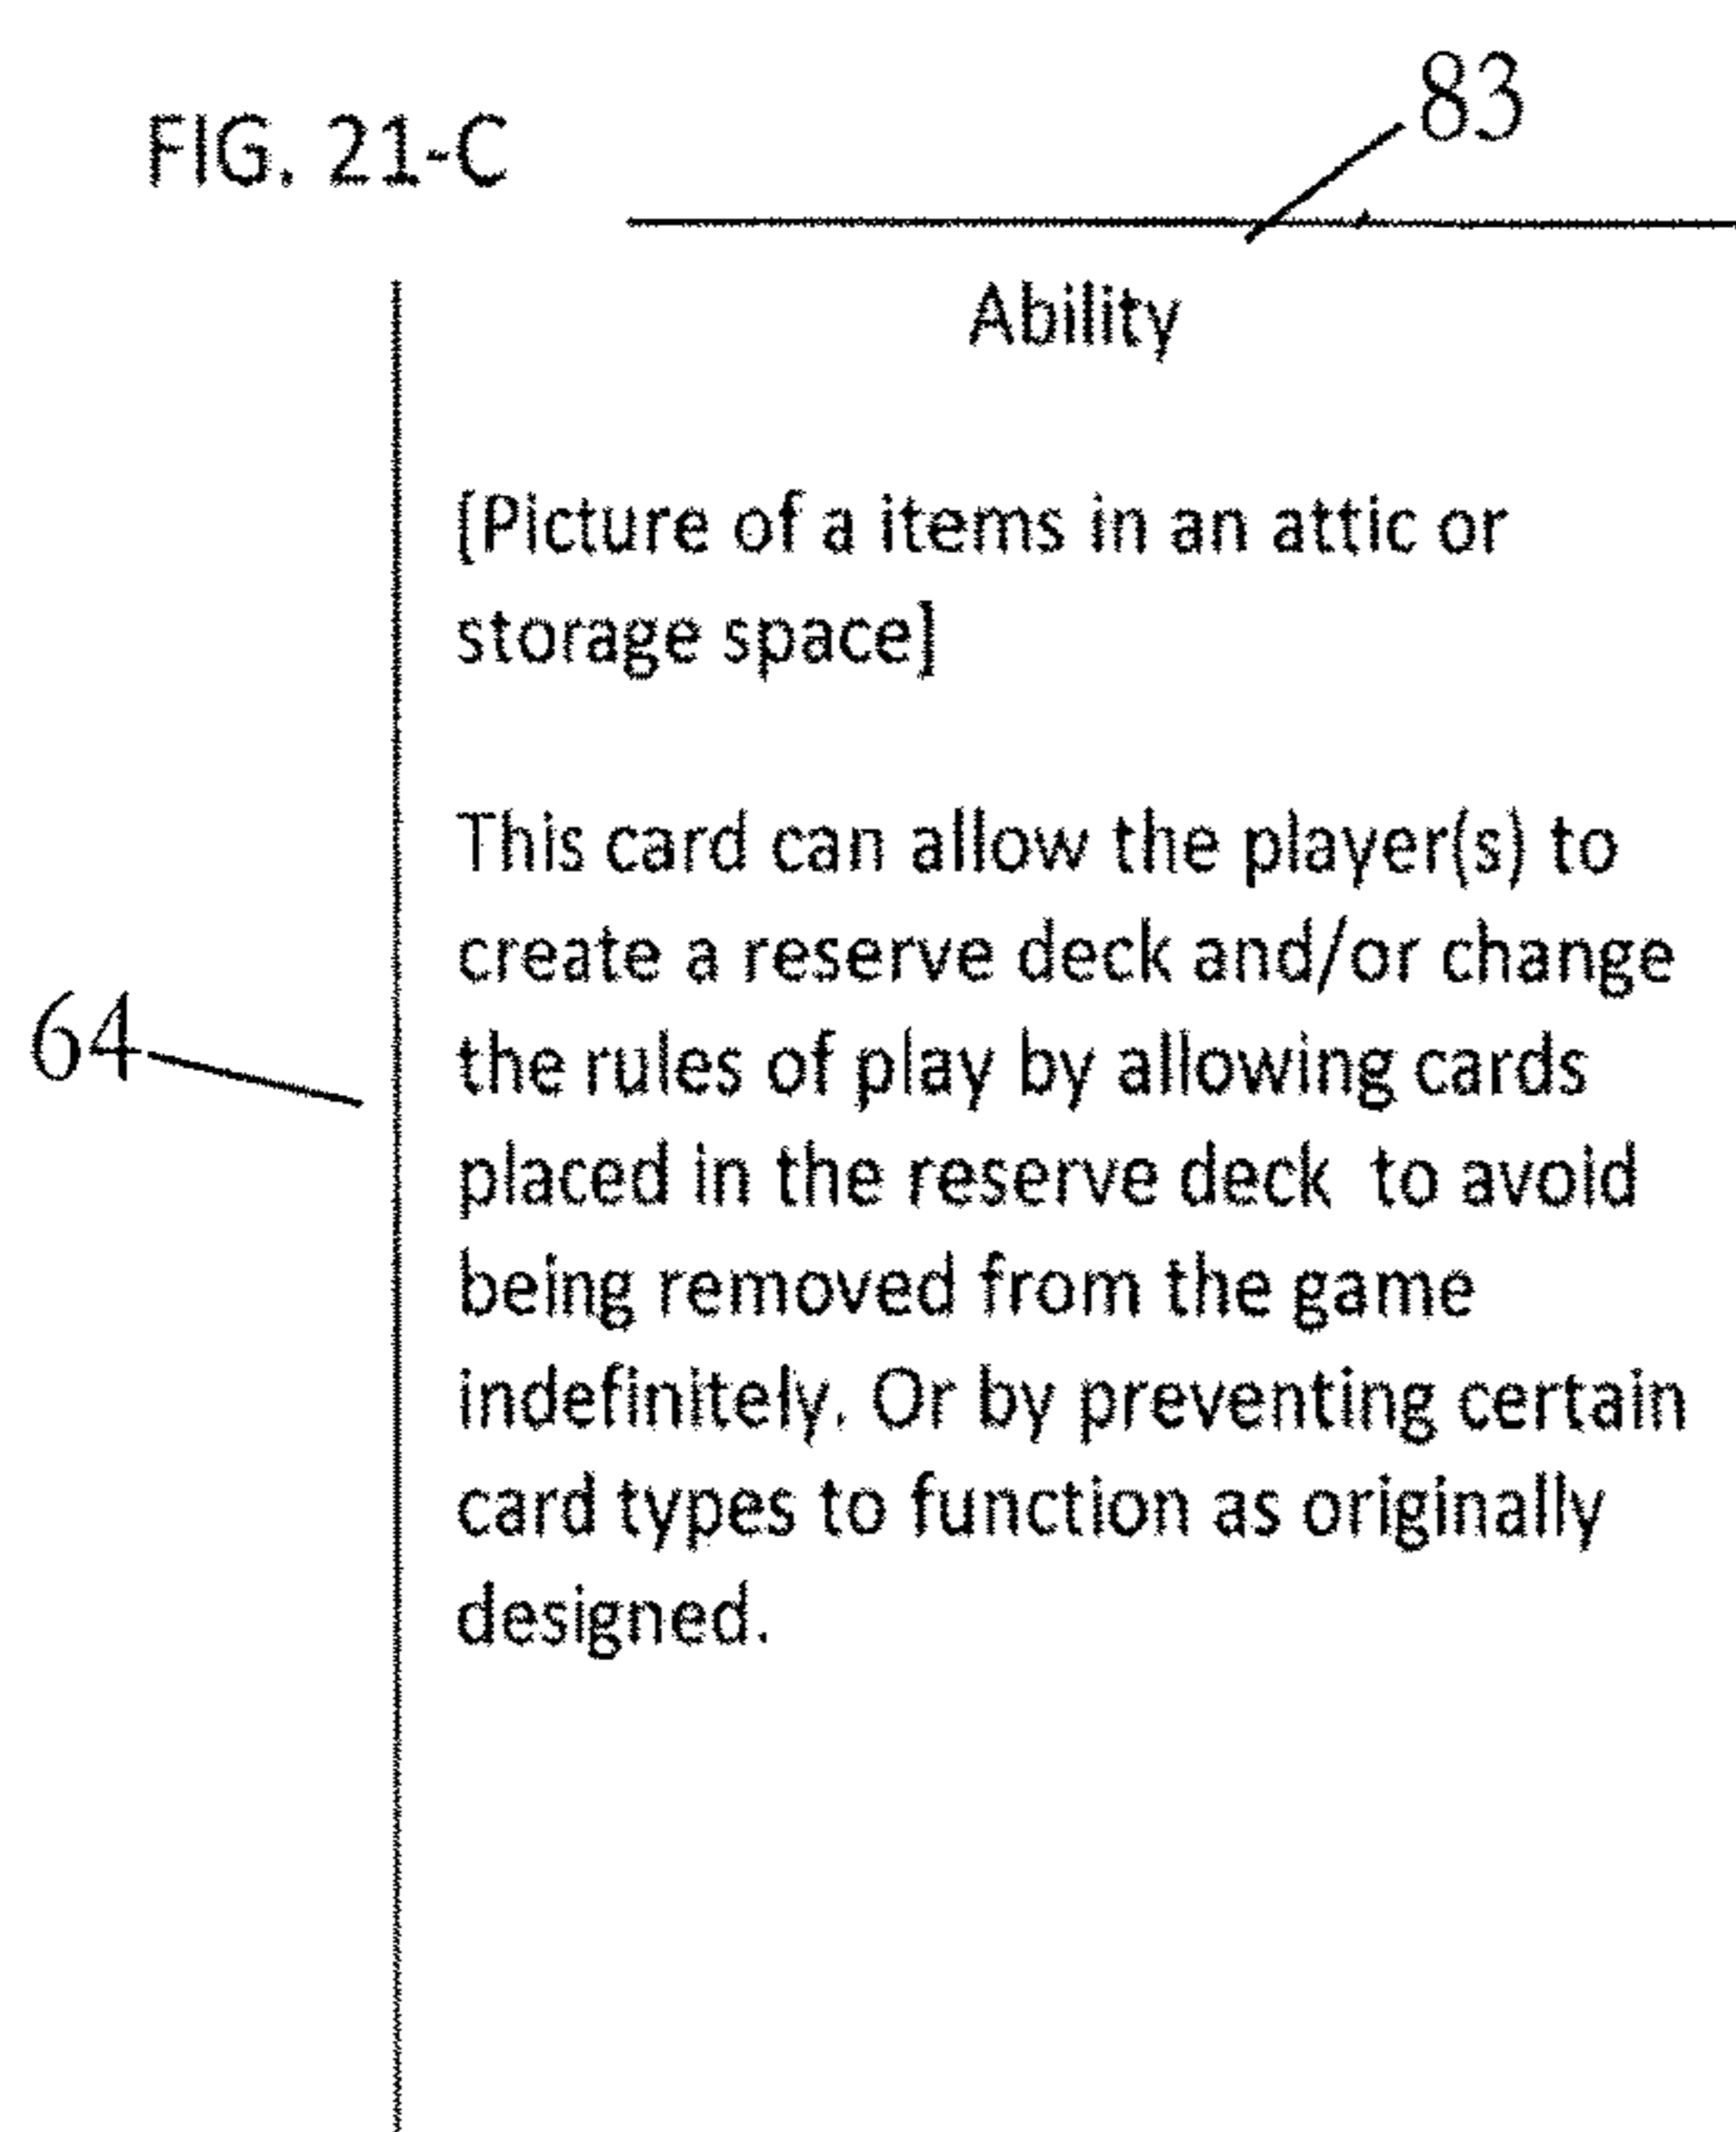 FIG. 21-C
83
Ability
[Picture of a items in an attic or
storage space]
This card can allow the player(s) to
create a reserve deck and/or change
the rules of play by allowing cards
64
placed in the reserve deck to avoid
being removed from the game
indefinitely. Or by preventing certain
card types to function as originally
designed.